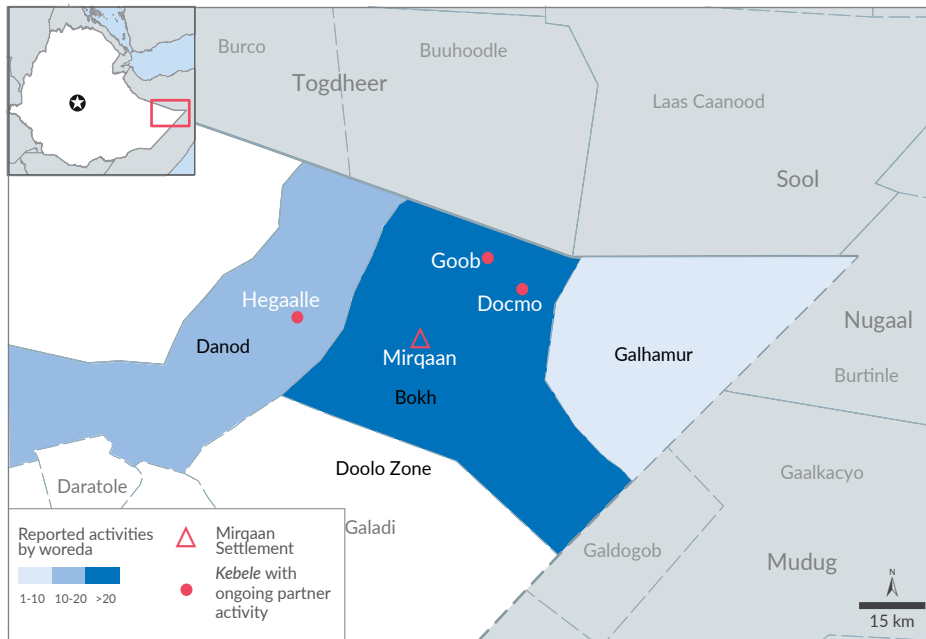 Burco
Buuhoodle
Togdheer
Laas Caanood
Sool
Goob
Docmo
Hegaalle
Nugaal
Danod
Mirqaan
Galhamur
Burtinle
Bokh
Doolo Zone
Gaalkacyo
Daratole
Galadi
Galdogob
Mudug
Reported activities
by woreda
1-10 10-20 >20
Mirqaan
Settlement
Kebele with
ongoing partner
activity
N
15 km